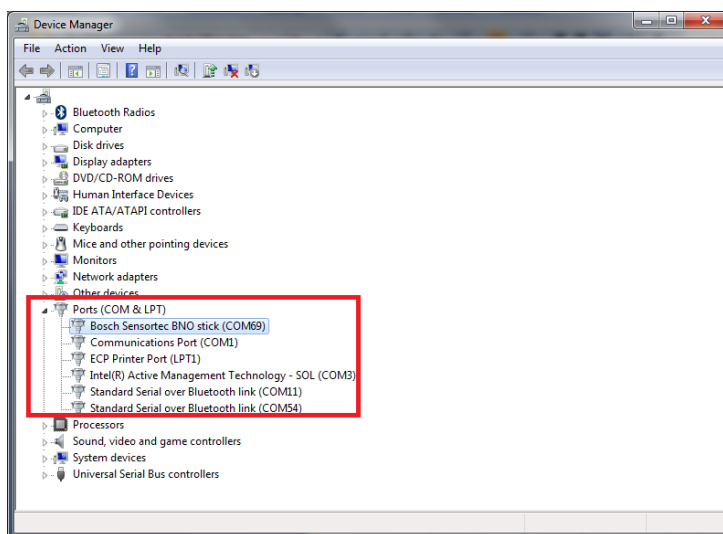 Device Manager
File Action View Help
Bluetooth Radios
Computer
Disk drives
Display adapters
DVD/CD-ROM drives
Human Interface Devices
IDE ATA/ATAPI controllers
Keyboards
Mice and other pointing devices
Monitors
Network adapters
Other devices
Ports (COM & LPT)
Bosch Sensortec BNO stick (COM69)
Communications Port (COM1)
ECP Printer Port (LPT1)
Intel(R) Active Management Technology - SOL (COM3)
Standard Serial over Bluetooth link (COM11)
Standard Serial over Bluetooth link (COM54)
Processors
Sound, video and game controllers
System devices
Universal Serial Bus controllers